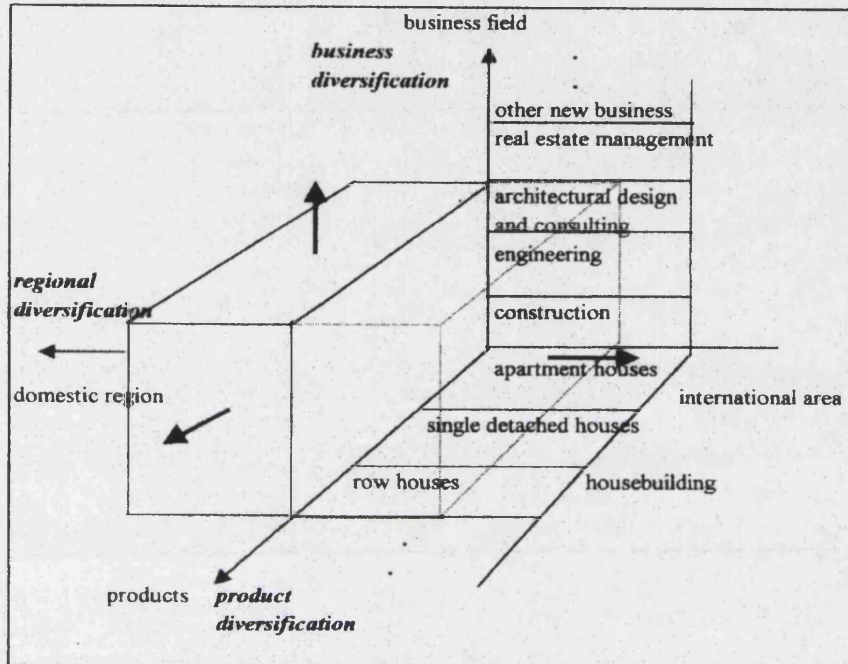 business field
business
diversification
other new business
real estate management
architectural design
and consulting
engineering
regional
diversification
construction
apartment houses
domestic region
international area
single detached houses
row houses
housebuilding
products
product
diversification